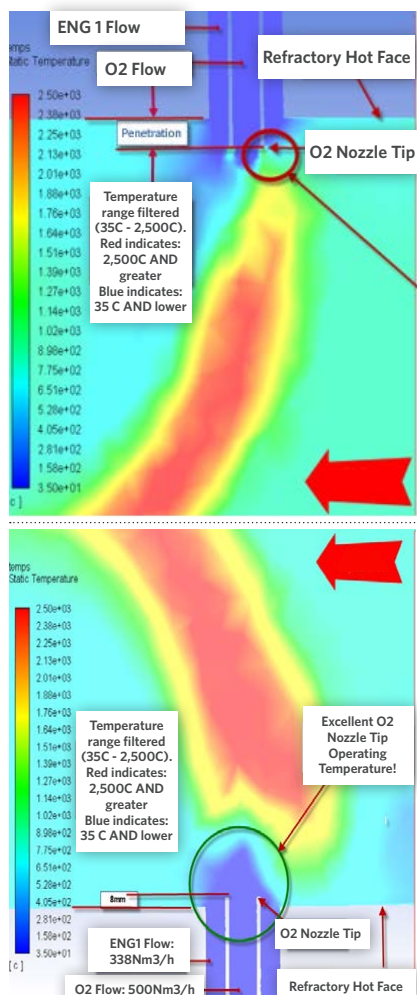 ENG 1 Flow
temps
Static Temperature
O2 Flow
Refractory Hot Face
2.50e+03
2.38e+03
2.25e+03
2.13e+03
2.01e+03
1.88e+03
1.76e+03
1.64e+03
1.51e+03
1.39e+03
1.27e+03
1.14e+03
1.02e+03
8.98e+02
7.75e+02
6.51e+02
5.28e+02
4.05e+02
2.81e+02
1.58e+02
3.50e+01
c ]
Penetration
O2 Nozzle Tip
Temperature
range filtered
(35C - 2,500C).
Red indicates:
2,500C AND
greater
Blue indicates:
35 C AND lower
temps
Static Temperature
2.50e+03
2.38e+03
2.25e+03
2.13e+03
2.01e+03
1.88e+03
1.76e+03
1.64e+03
1.51e+03
1.39e+03
1.27e+03
1.14e+03
1.02e+03
8.98e+02
7.75e+02
6.51e+02
5.28e+02
4.05e+02
2.81e+02
1.58e+02
3.50e+01
[ c ]
Temperature
range filtered
(35C - 2,500C).
Red indicates:
2,500C AND
greater
Blue indicates:
35 C AND lower
Excellent O2
Nozzle Tip
Operating
Temperature!
8mm
O2 Nozzle Tip
ENG1 Flow:
338Nm3/h
O2 Flow: 500Nm3/h
Refractory Hot Face